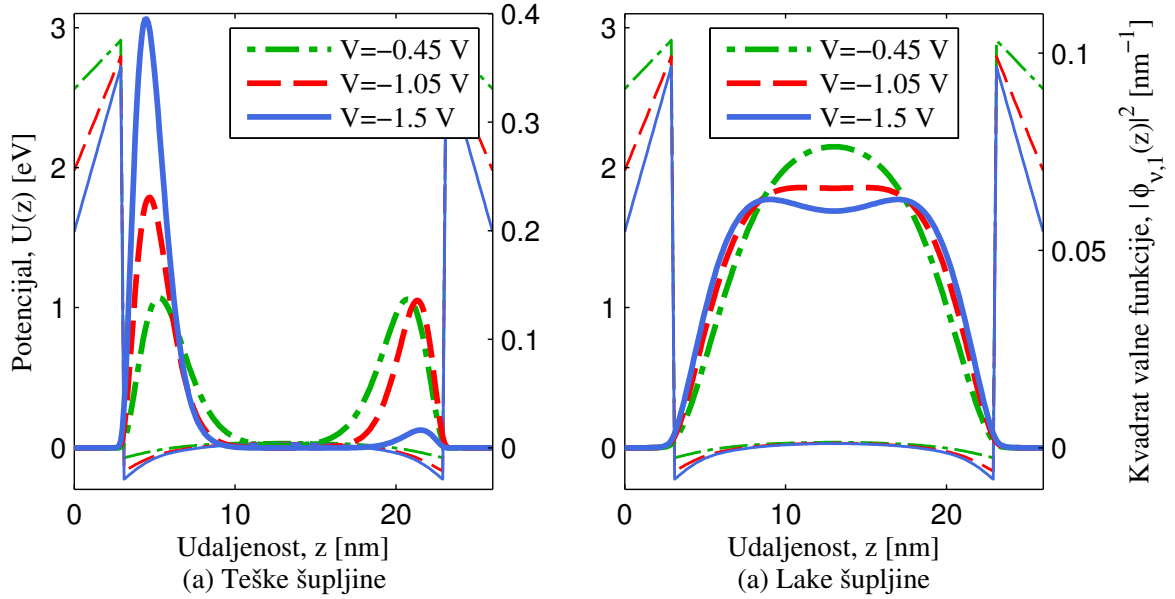 3
2
1
0
Potencijal, U(z) [eV]
0.4
0.3
0.2
0.1
0
V=−0.45 V
V=−1.05 V
V=−1.5 V
0
10
20
Udaljenost, z [nm]
(a) Teške šupljine
3
2
1
0
0.1
0.05
0
Kvadrat valne funkcije, |ϕν,1(z)|² [nm⁻¹]
V=−0.45 V
V=−1.05 V
V=−1.5 V
0
10
20
Udaljenost, z [nm]
(a) Lake šupljine